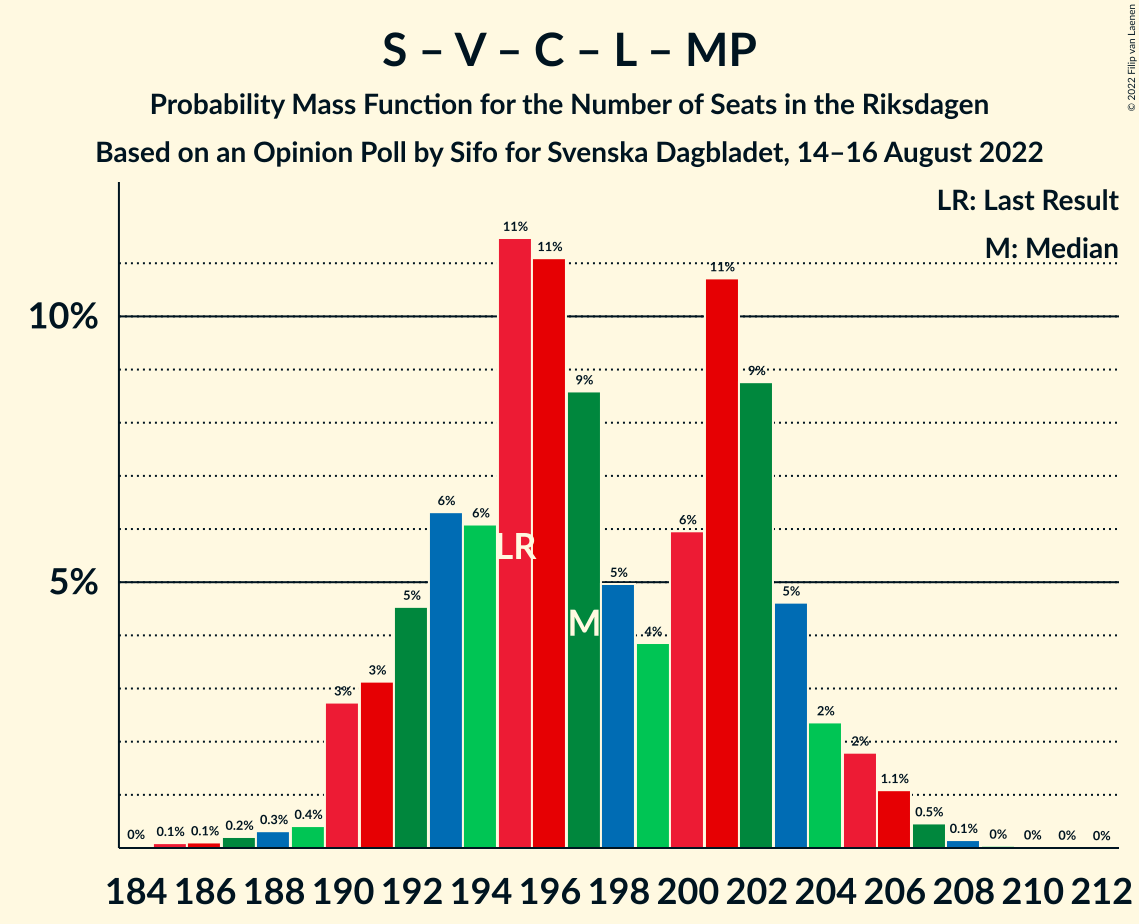 S – V – C – L – MP
Probability Mass Function for the Number of Seats in the Riksdagen
Based on an Opinion Poll by Sifo for Svenska Dagbladet, 14–16 August 2022
© 2022 Filip van Laenen
LR: Last Result
M: Median
10%
5%
0% 0.1% 0.1% 0.2% 0.3% 0.4% 3% 3% 5% 6% 6% 11% 11% 9% 5% 4% 6% 11% 9% 5% 2% 2% 1.1% 0.5% 0.1% 0% 0% 0% 0%
LR
M
184 186 188 190 192 194 196 198 200 202 204 206 208 210 212